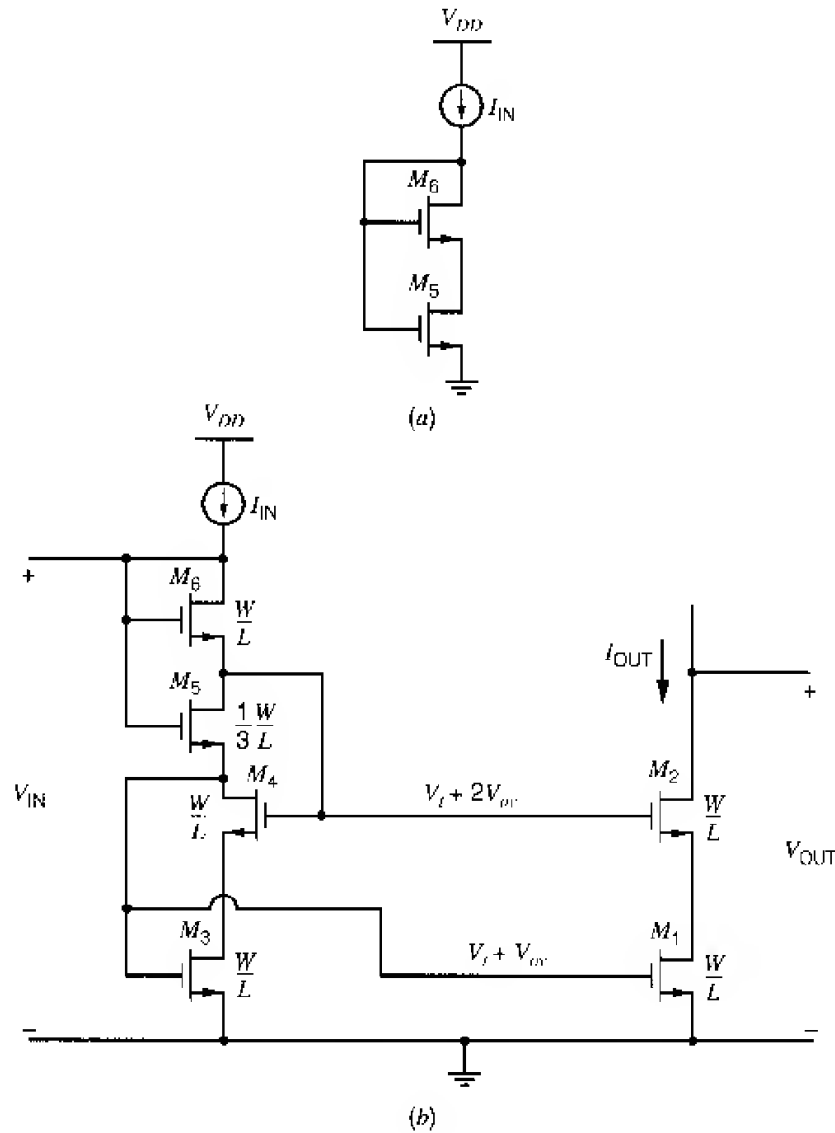 V_DD
I_IN
M_6
M_5
(a)
V_DD
I_IN
+
M_6
W/L
I_OUT
M_5
+
1/3 W/L
M_4
M_2
V_IN
W/L
V_t + 2V_ov
W/L
V_OUT
M_3
M_1
W/L
V_t + V_ov
W/L
−
−
(b)